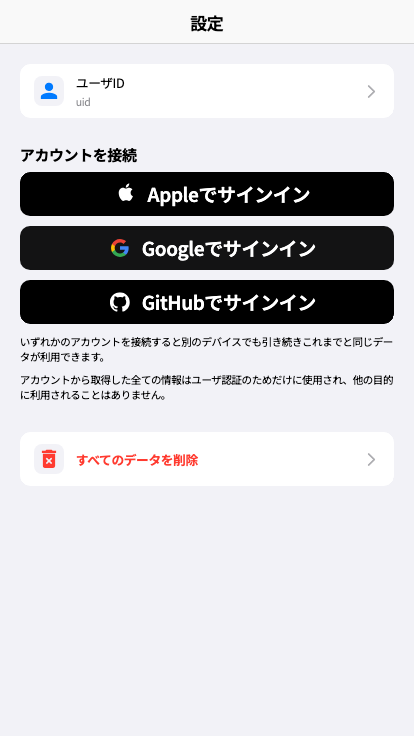 設定
ユーザID
uid
アカウントを接続
Appleでサインイン
Googleでサインイン
GitHubでサインイン
いずれかのアカウントを接続すると別のデバイスでも引き続きこれまでと同じデー
タが利用できます。
アカウントから取得した全ての情報はユーザ認証のためだけに使用され、他の目的
に利用されることはありません。
すべてのデータを削除